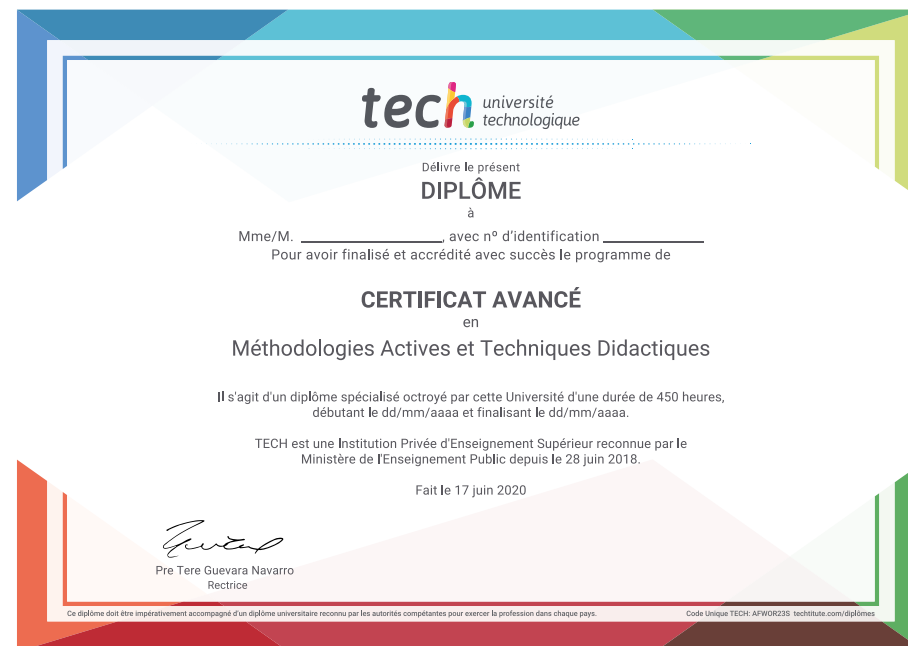 tech université
technologique
Délivre le présent
DIPLÔME
à
Mme/M. ____________________, avec nº d'identification ______________
Pour avoir finalisé et accrédité avec succès le programme de
CERTIFICAT AVANCÉ
en
Méthodologies Actives et Techniques Didactiques
Il s'agit d'un diplôme spécialisé octroyé par cette Université d'une durée de 450 heures,
débutant le dd/mm/aaaa et finalisant le dd/mm/aaaa.
TECH est une Institution Privée d'Enseignement Supérieur reconnue par le
Ministère de l'Enseignement Public depuis le 28 juin 2018.
Fait le 17 juin 2020
Pre Tere Guevara Navarro
Rectrice
Ce diplôme doit être impérativement accompagné d'un diplôme universitaire reconnu par les autorités compétantes pour exercer la profession dans chaque pays.
Code Unique TECH: AFWOR23S techtitute.com/diplômes